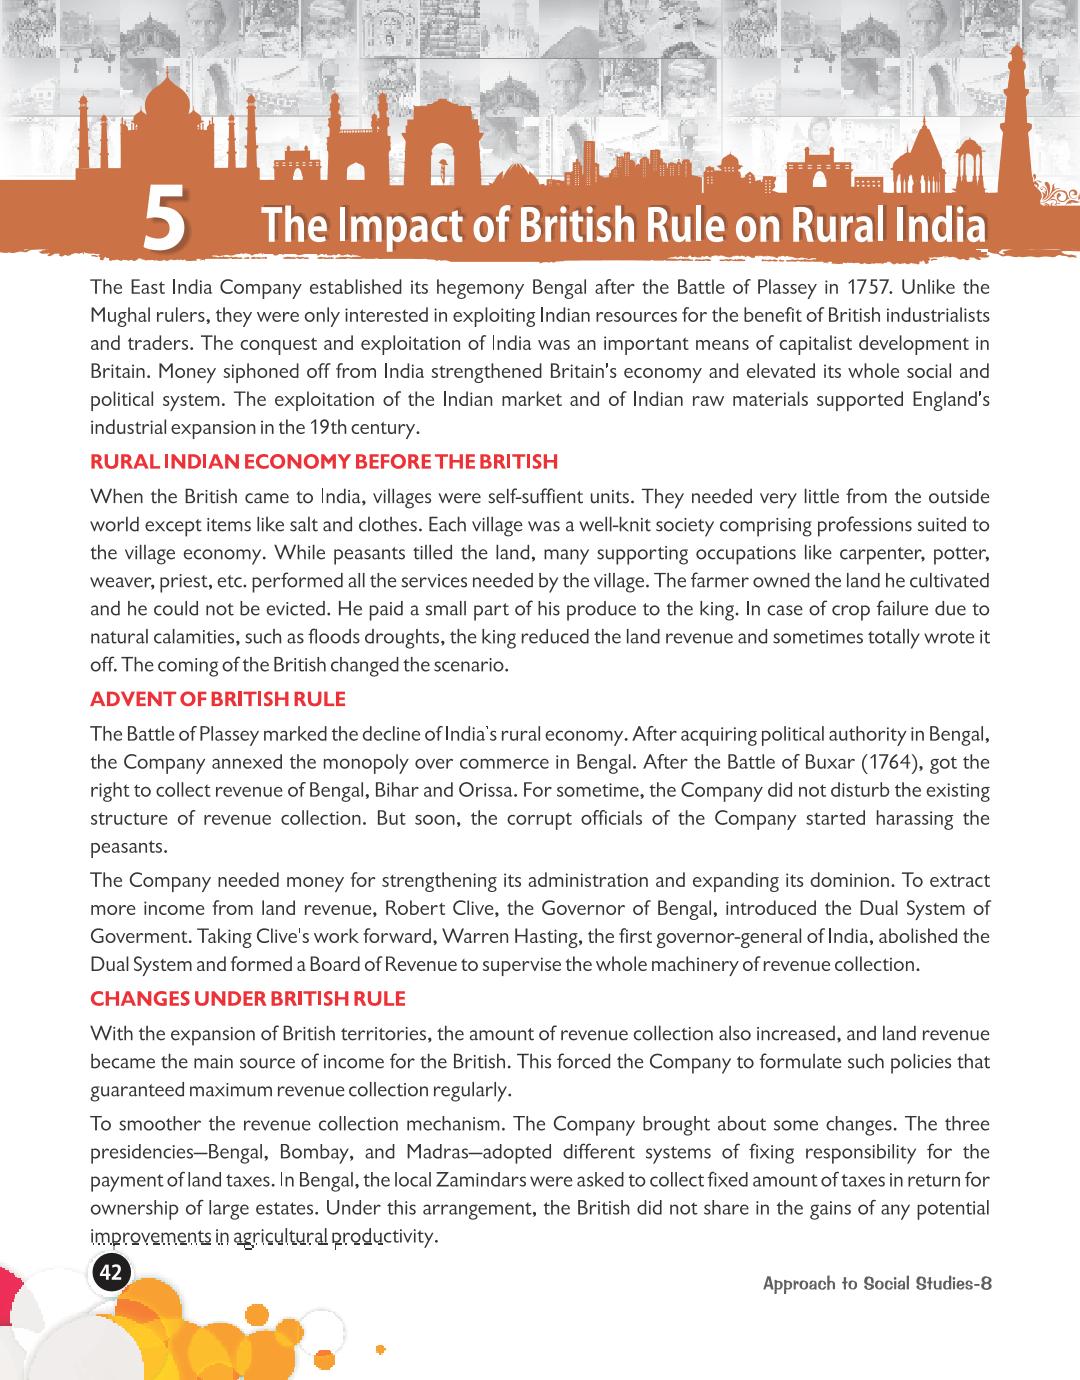 5
The Impact of British Rule on Rural India
The East India Company established its hegemony Bengal after the Battle of Plassey in 1757. Unlike the
Mughal rulers, they were only interested in exploiting Indian resources for the benefit of British industrialists
and traders. The conquest and exploitation of India was an important means of capitalist development in
Britain. Money siphoned off from India strengthened Britain's economy and elevated its whole social and
political system. The exploitation of the Indian market and of Indian raw materials supported England's
industrial expansion in the 19th century.
RURAL INDIAN ECONOMY BEFORE THE BRITISH
When the British came to India, villages were self-suffient units. They needed very little from the outside
world except items like salt and clothes. Each village was a well-knit society comprising professions suited to
the village economy. While peasants tilled the land, many supporting occupations like carpenter, potter,
weaver, priest, etc. performed all the services needed by the village. The farmer owned the land he cultivated
and he could not be evicted. He paid a small part of his produce to the king. In case of crop failure due to
natural calamities, such as floods droughts, the king reduced the land revenue and sometimes totally wrote it
off. The coming of the British changed the scenario.
ADVENT OF BRITISH RULE
The Battle of Plassey marked the decline of India's rural economy. After acquiring political authority in Bengal,
the Company annexed the monopoly over commerce in Bengal. After the Battle of Buxar (1764), got the
right to collect revenue of Bengal, Bihar and Orissa. For sometime, the Company did not disturb the existing
structure of revenue collection. But soon, the corrupt officials of the Company started harassing the
peasants.
The Company needed money for strengthening its administration and expanding its dominion. To extract
more income from land revenue, Robert Clive, the Governor of Bengal, introduced the Dual System of
Goverment. Taking Clive's work forward, Warren Hasting, the first governor-general of India, abolished the
Dual System and formed a Board of Revenue to supervise the whole machinery of revenue collection.
CHANGES UNDER BRITISH RULE
With the expansion of British territories, the amount of revenue collection also increased, and land revenue
became the main source of income for the British. This forced the Company to formulate such policies that
guaranteed maximum revenue collection regularly.
To smoother the revenue collection mechanism. The Company brought about some changes. The three
presidencies—Bengal, Bombay, and Madras—adopted different systems of fixing responsibility for the
payment of land taxes. In Bengal, the local Zamindars were asked to collect fixed amount of taxes in return for
ownership of large estates. Under this arrangement, the British did not share in the gains of any potential
improvements in agricultural productivity.
42
Approach to Social Studies-8